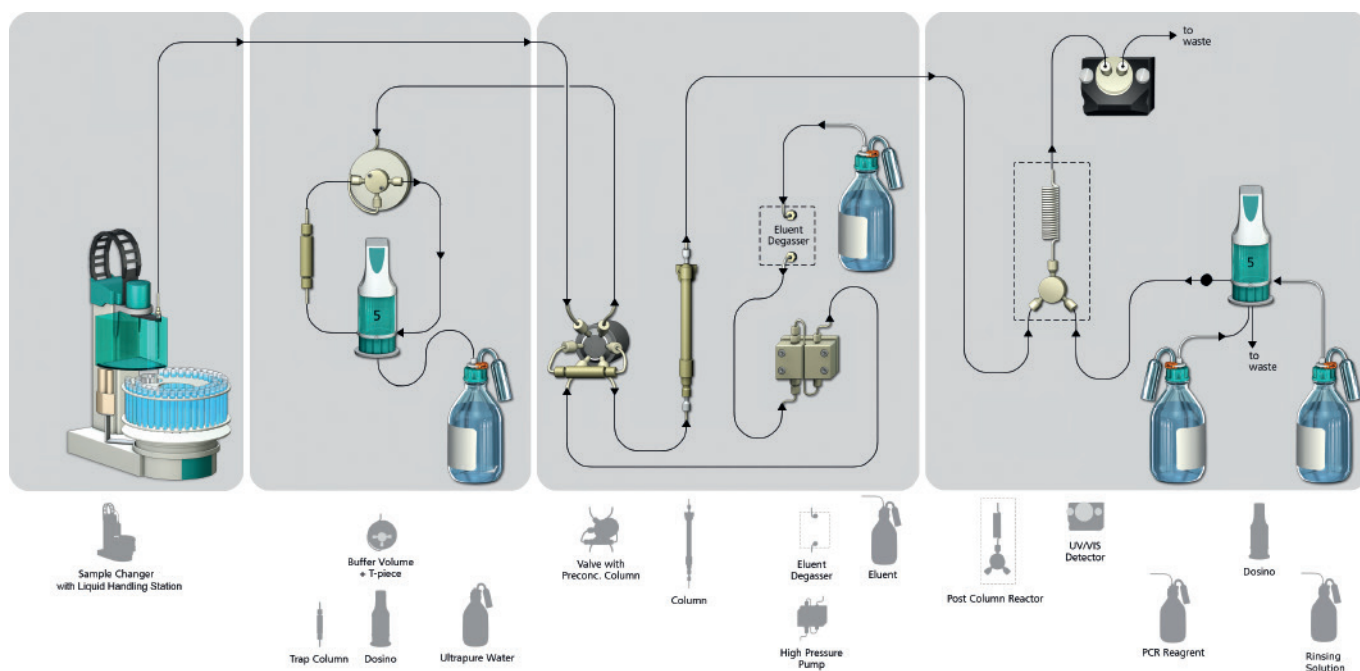 to
waste
Eluent
Degasser
5
5
to
waste
Sample Changer
with Liquid Handling Station
Buffer Volume
+ T-piece
Trap Column
Dosino
Ultrapure Water
Valve with
Preconc. Column
Column
Eluent
Degasser
Eluent
High Pressure
Pump
Post Column Reactor
UV/VIS
Detector
Dosino
PCR Reagent
Rinsing
Solution